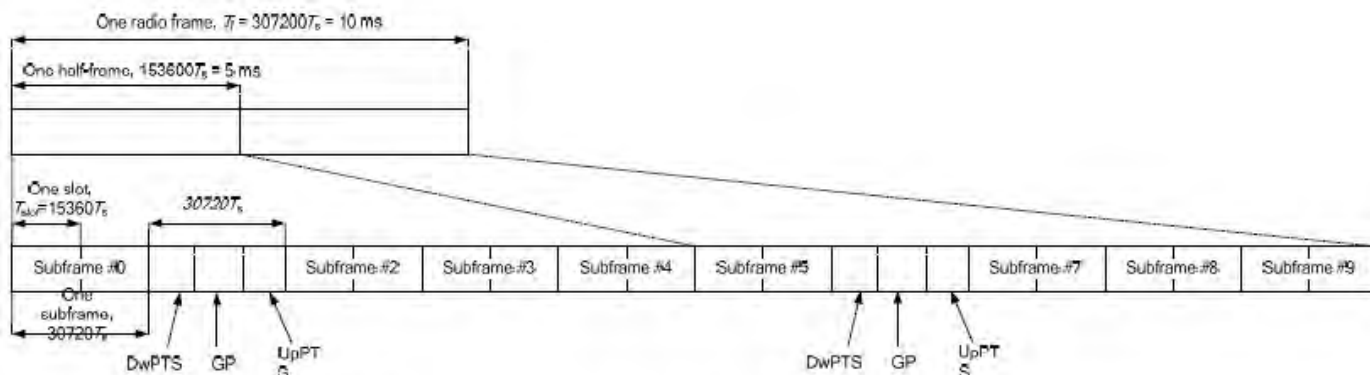 One radio frame, Tf = 307200Ts = 10 ms
One half-frame, 153600Ts = 5 ms
One slot,
Tslot=15360Ts
30720Ts
Subframe #0
Subframe #2
Subframe #3
Subframe #4
Subframe #5
Subframe #7
Subframe #8
Subframe #9
One
subframe,
30720Ts
DwPTS
GP
UpPT
S
DwPTS
GP
UpPT
S